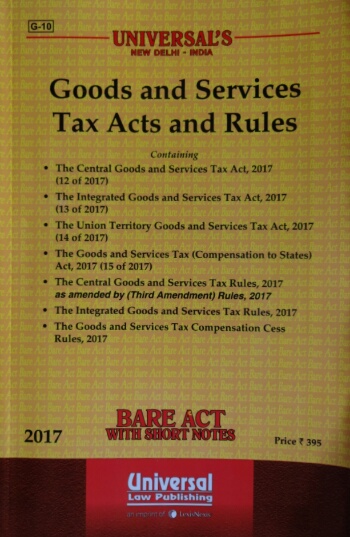 G-10
UNIVERSAL'S
NEW DELHI - INDIA
Goods and Services
Tax Acts and Rules
Containing
• The Central Goods and Services Tax Act, 2017
(12 of 2017)
• The Integrated Goods and Services Tax Act, 2017
(13 of 2017)
• The Union Territory Goods and Services Tax Act, 2017
(14 of 2017)
• The Goods and Services Tax (Compensation to States)
Act, 2017 (15 of 2017)
• The Central Goods and Services Tax Rules, 2017
as amended by (Third Amendment) Rules, 2017
• The Integrated Goods and Services Tax Rules, 2017
• The Goods and Services Tax Compensation Cess
Rules, 2017
BARE ACT
WITH SHORT NOTES
2017
Price ₹ 395
Universal
Law Publishing
an imprint of LexisNexis